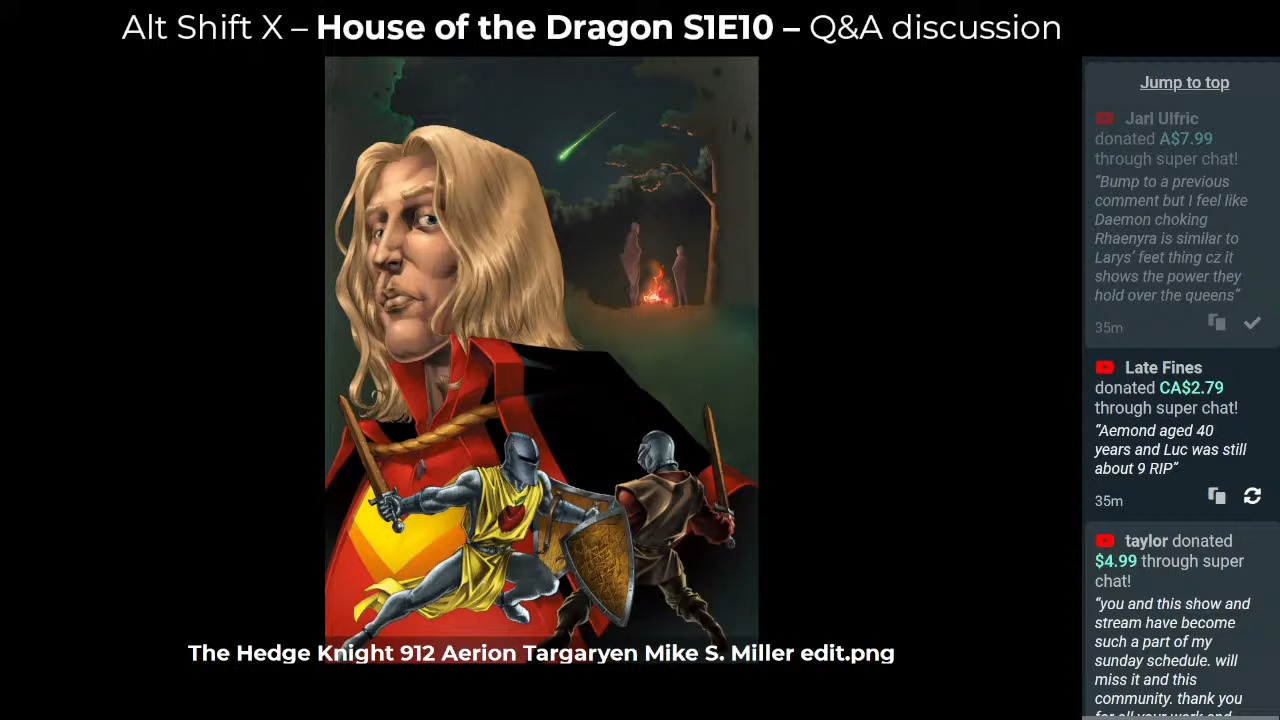 Alt Shift X – House of the Dragon S1E10 – Q&A discussion
The Hedge Knight 912 Aerion Targaryen Mike S. Miller edit.png
Jump to top
Jarl Ulfric
donated A$7.99
through super chat!
“Bump to a previous
comment but I feel like
Daemon choking
Rhaenyra is similar to
Larys’ feet thing cz it
shows the power they
hold over the queens”
35m
Late Fines
donated CA$2.79
through super chat!
“Aemond aged 40
years and Luc was still
about 9 RIP”
35m
taylor donated
$4.99 through super
chat!
“you and this show and
stream have become
such a part of my
sunday schedule. will
miss it and this
community. thank you
for all your work and